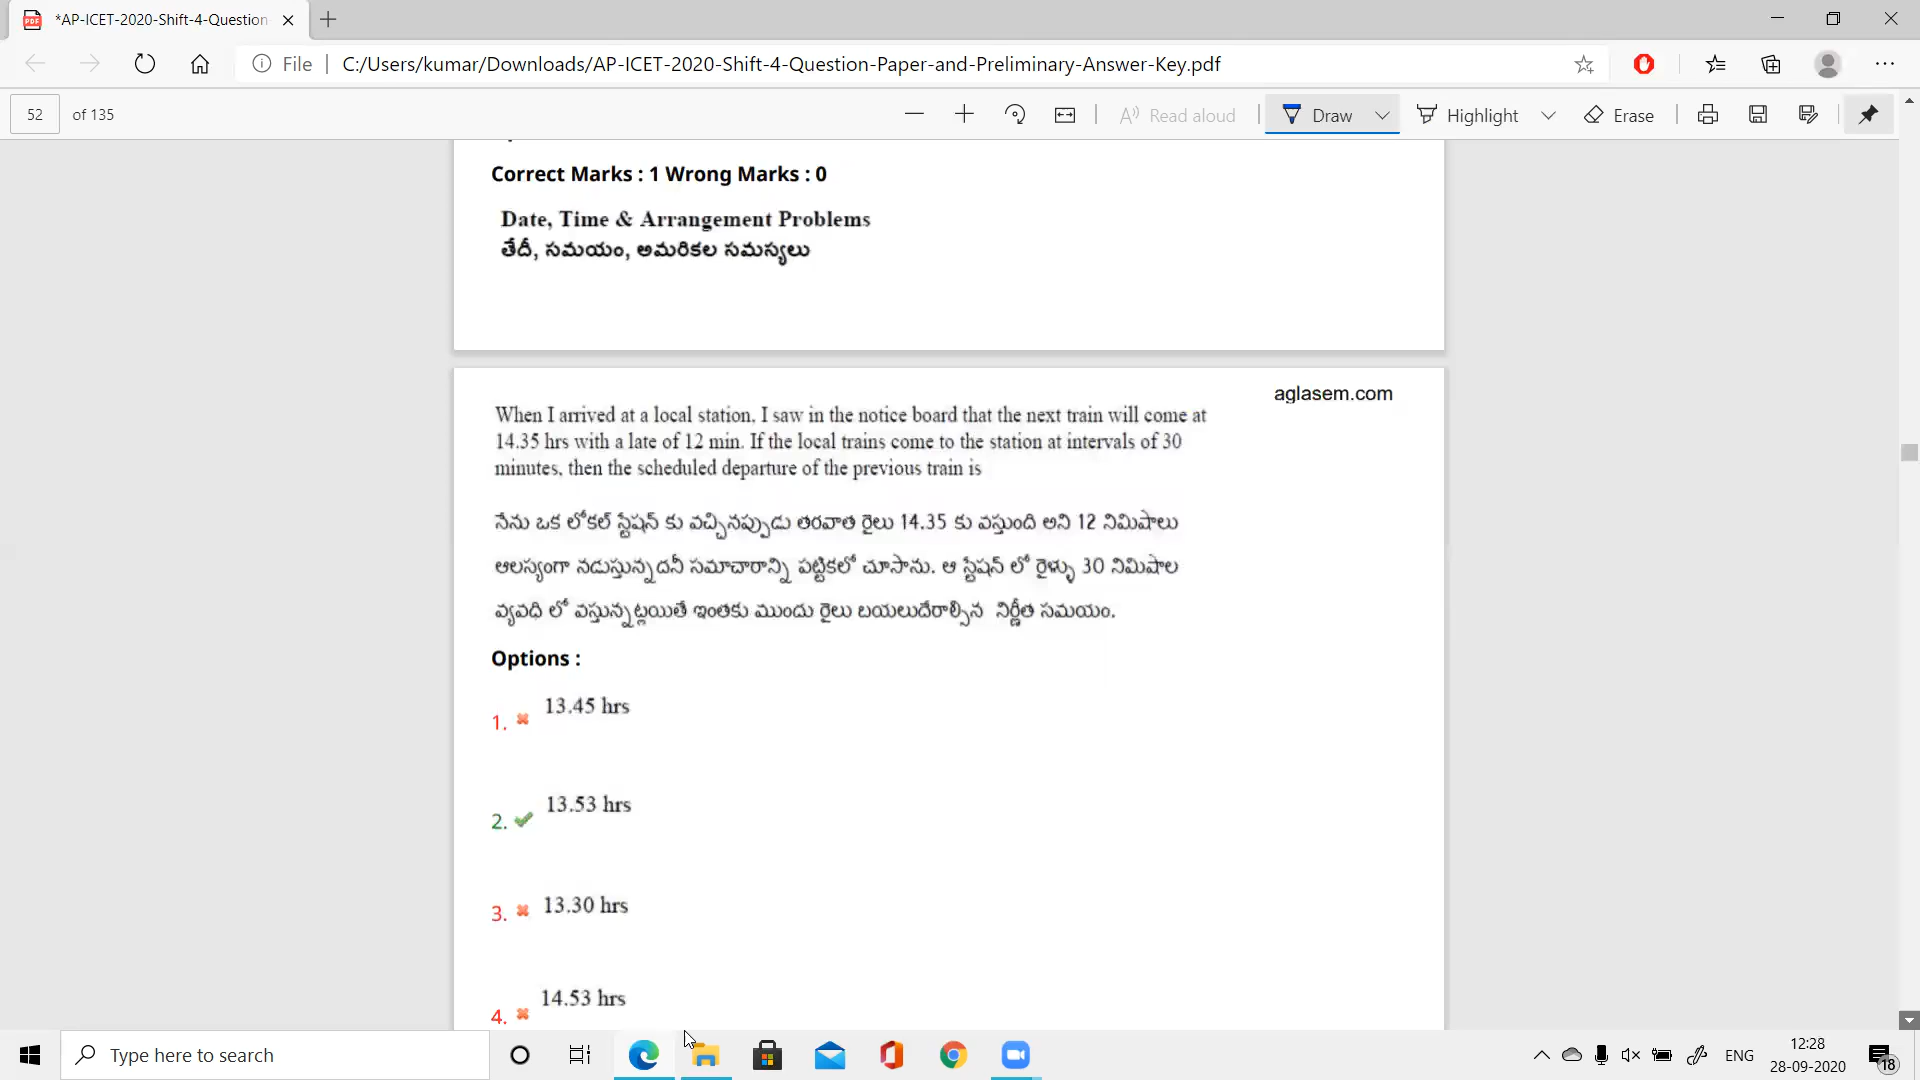 *AP-ICET-2020-Shift-4-Question
File
C:/Users/kumar/Downloads/AP-ICET-2020-Shift-4-Question-Paper-and-Preliminary-Answer-Key.pdf
52 of 135
Read aloud
Draw
Highlight
Erase
Correct Marks : 1 Wrong Marks : 0
Date, Time & Arrangement Problems
తేదీ, సమయం, అమరికల సమస్యలు
aglasem.com
When I arrived at a local station, I saw in the notice board that the next train will come at
14.35 hrs with a late of 12 min. If the local trains come to the station at intervals of 30
minutes, then the scheduled departure of the previous train is
నేను ఒక లోకల్ స్టేషన్ కు వచ్చినప్పుడు తరవాత రైలు 14.35 కు వస్తుంది అని 12 నిమిషాలు
ఆలస్యంగా నడుస్తున్నదనీ సమాచారాన్ని పట్టికలో చూసాను. ఆ స్టేషన్ లో రైళ్ళు 30 నిమిషాల
వ్యవధి లో వస్తున్నట్లయితే ఇంతకు ముందు రైలు బయలుదేరాల్సిన నిర్ణీత సమయం.
Options :
1. 13.45 hrs
2. 13.53 hrs
3. 13.30 hrs
4. 14.53 hrs
Type here to search
ENG
12:28
28-09-2020
18